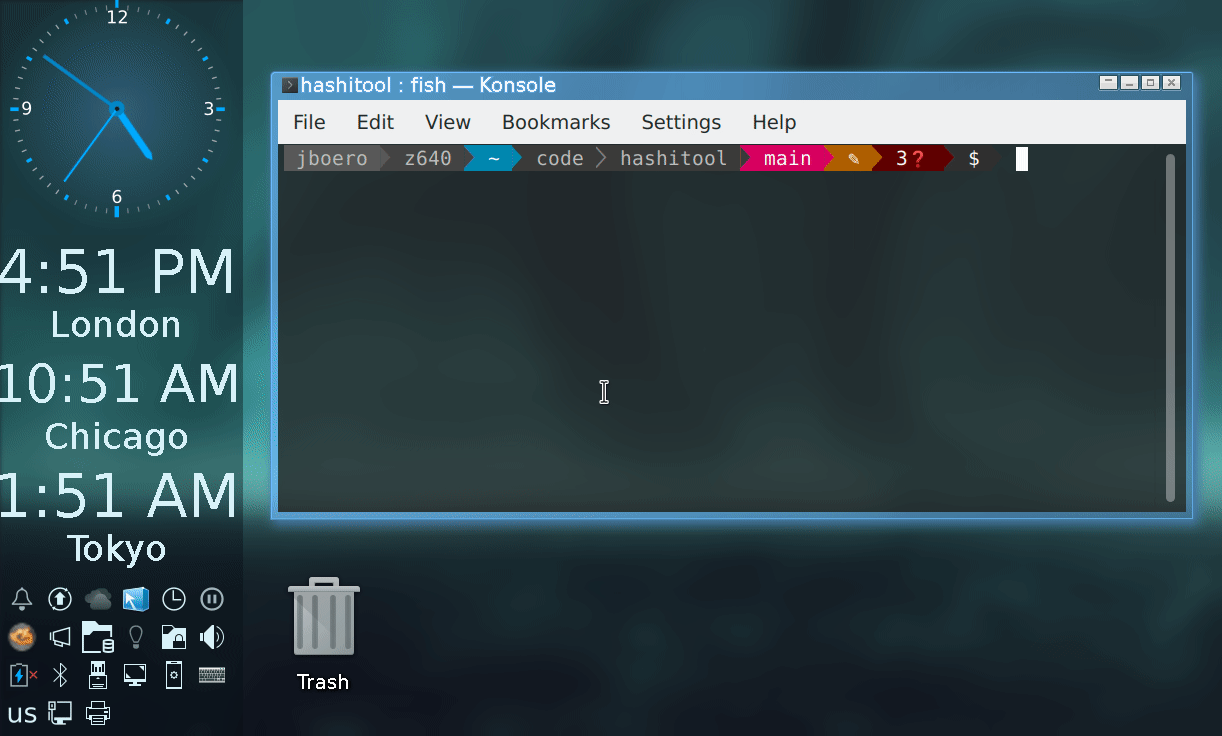 12
9
3
6
4:51 PM
London
10:51 AM
Chicago
1:51 AM
Tokyo
us
hashitool : fish — Konsole
File Edit View Bookmarks Settings Help
jboero z640 ~ code hashitool main ✎ 3❓ $
Trash